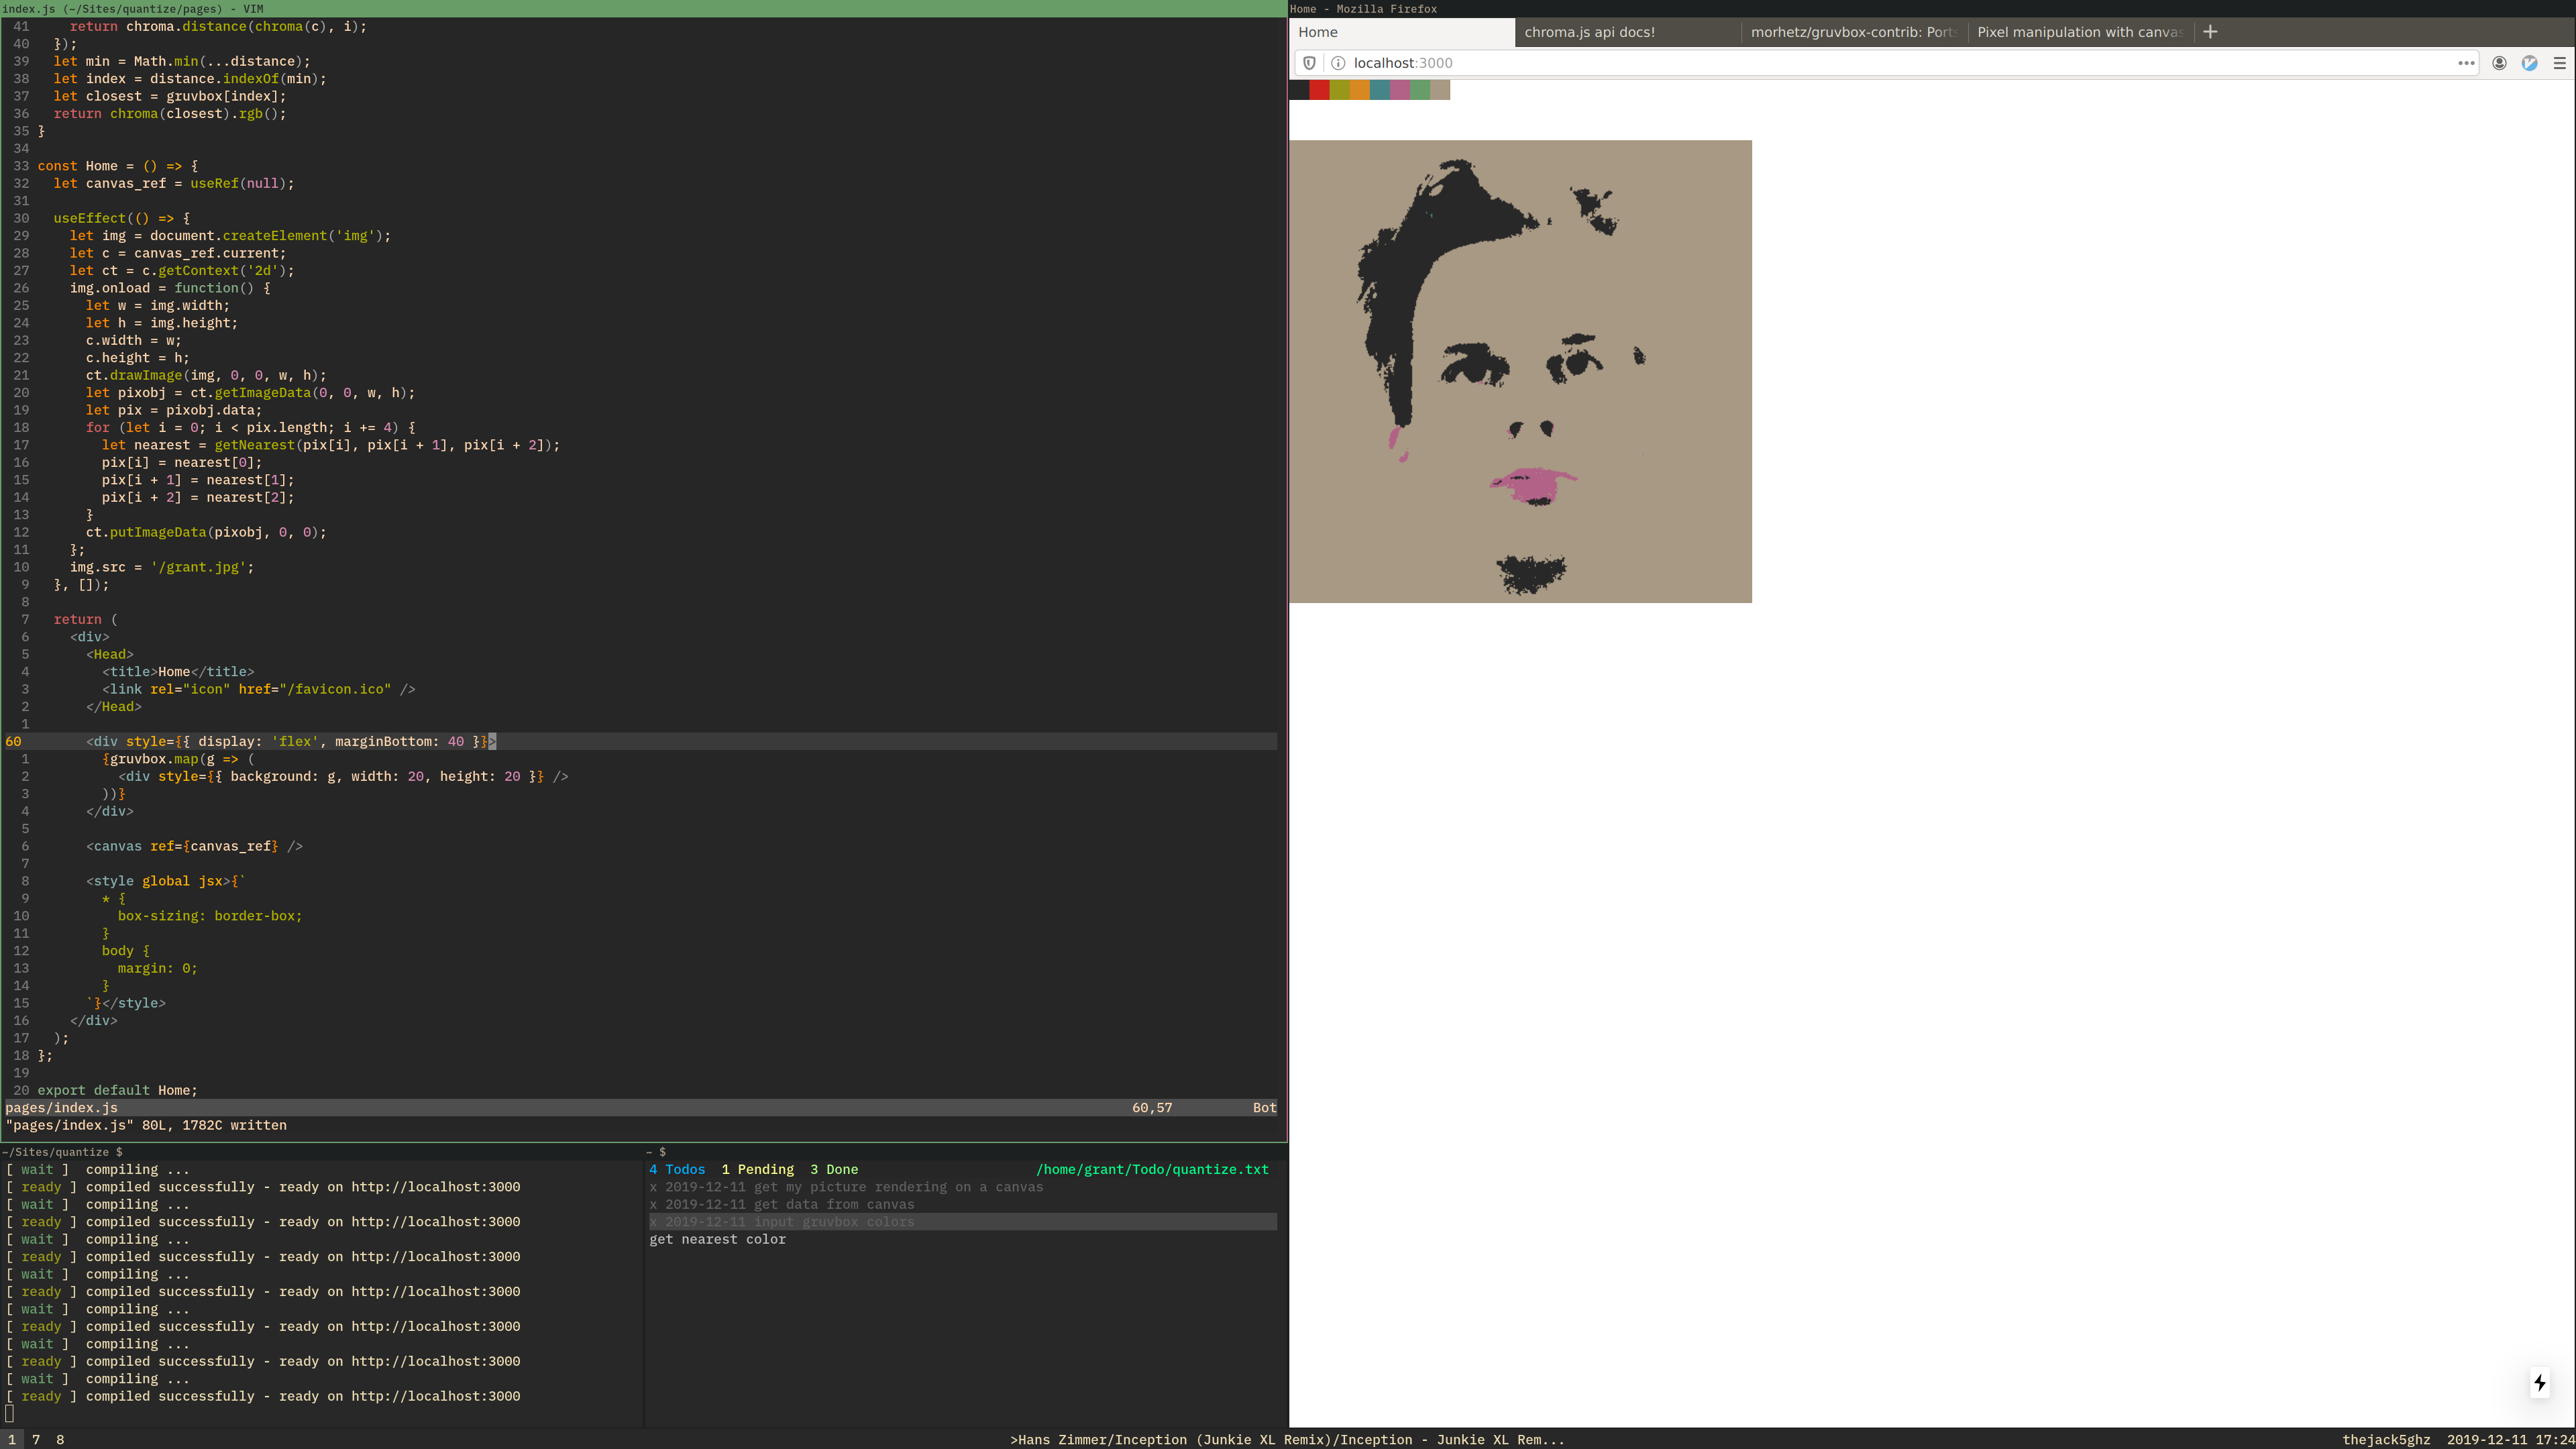 index.js (~/Sites/quantize/pages) - VIM
41     return chroma.distance(chroma(c), i);
40   });
39   let min = Math.min(...distance);
38   let index = distance.indexOf(min);
37   let closest = gruvbox[index];
36   return chroma(closest).rgb();
35 }
34
33 const Home = () => {
32   let canvas_ref = useRef(null);
31
30   useEffect(() => {
29     let img = document.createElement('img');
28     let c = canvas_ref.current;
27     let ct = c.getContext('2d');
26     img.onload = function() {
25       let w = img.width;
24       let h = img.height;
23       c.width = w;
22       c.height = h;
21       ct.drawImage(img, 0, 0, w, h);
20       let pixobj = ct.getImageData(0, 0, w, h);
19       let pix = pixobj.data;
18       for (let i = 0; i < pix.length; i += 4) {
17         let nearest = getNearest(pix[i], pix[i + 1], pix[i + 2]);
16         pix[i] = nearest[0];
15         pix[i + 1] = nearest[1];
14         pix[i + 2] = nearest[2];
13       }
12       ct.putImageData(pixobj, 0, 0);
11     };
10     img.src = '/grant.jpg';
9   }, []);
8
7   return (
6     <div>
5       <Head>
4         <title>Home</title>
3         <link rel="icon" href="/favicon.ico" />
2       </Head>
1
60       <div style={{ display: 'flex', marginBottom: 40 }}>
1         {gruvbox.map(g => (
2           <div style={{ background: g, width: 20, height: 20 }} />
3         ))}
4       </div>
5
6       <canvas ref={canvas_ref} />
7
8       <style global jsx>{`
9         * {
10           box-sizing: border-box;
11         }
12         body {
13           margin: 0;
14         }
15       `}</style>
16     </div>
17   );
18 };
19
20 export default Home;
pages/index.js 60,57 Bot
"pages/index.js" 80L, 1782C written
~/Sites/quantize $
[ wait ]  compiling ...
[ ready ] compiled successfully - ready on http://localhost:3000
[ wait ]  compiling ...
[ ready ] compiled successfully - ready on http://localhost:3000
[ wait ]  compiling ...
[ ready ] compiled successfully - ready on http://localhost:3000
[ wait ]  compiling ...
[ ready ] compiled successfully - ready on http://localhost:3000
[ wait ]  compiling ...
[ ready ] compiled successfully - ready on http://localhost:3000
[ wait ]  compiling ...
[ ready ] compiled successfully - ready on http://localhost:3000
[ wait ]  compiling ...
[ ready ] compiled successfully - ready on http://localhost:3000
~ $
4 Todos  1 Pending  3 Done /home/grant/Todo/quantize.txt
x 2019-12-11 get my picture rendering on a canvas
x 2019-12-11 get data from canvas
x 2019-12-11 input gruvbox colors
get nearest color
Home - Mozilla Firefox
Home
chroma.js api docs!
morhetz/gruvbox-contrib: Ports
Pixel manipulation with canvas
localhost:3000
1 7 8
>Hans Zimmer/Inception (Junkie XL Remix)/Inception - Junkie XL Rem...
thejack5ghz  2019-12-11 17:24